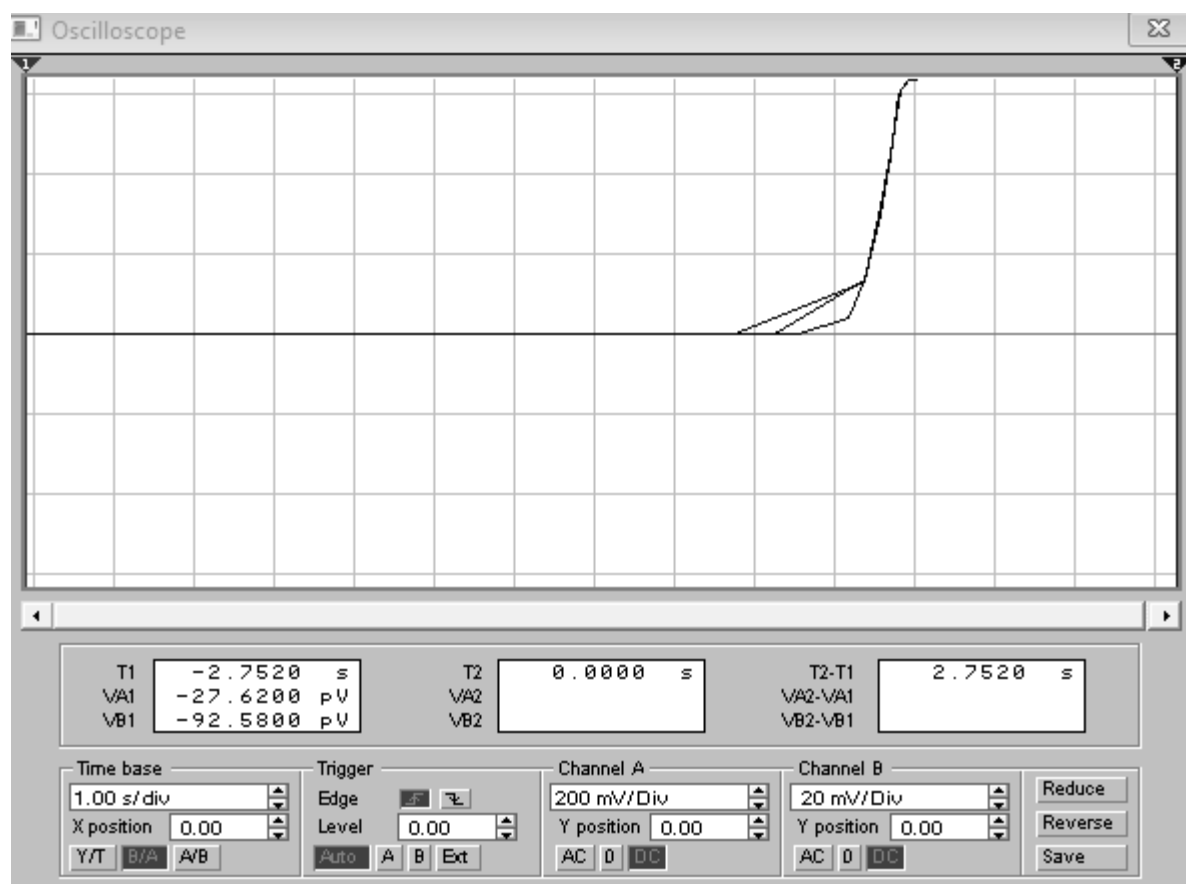 Oscilloscope
1 2
T1 -2.7520 s T2 0.0000 s T2-T1 2.7520 s
VA1 -27.6200 pV VA2 VA2-VA1
VB1 -92.5800 pV VB2 VB2-VB1
Time base Trigger Channel A Channel B
1.00 s/div Edge 200 mV/Div 20 mV/Div Reduce
X position 0.00 Level 0.00 Y position 0.00 Y position 0.00 Reverse
Y/T B/A A/B Auto A B Ext AC 0 DC AC 0 DC Save